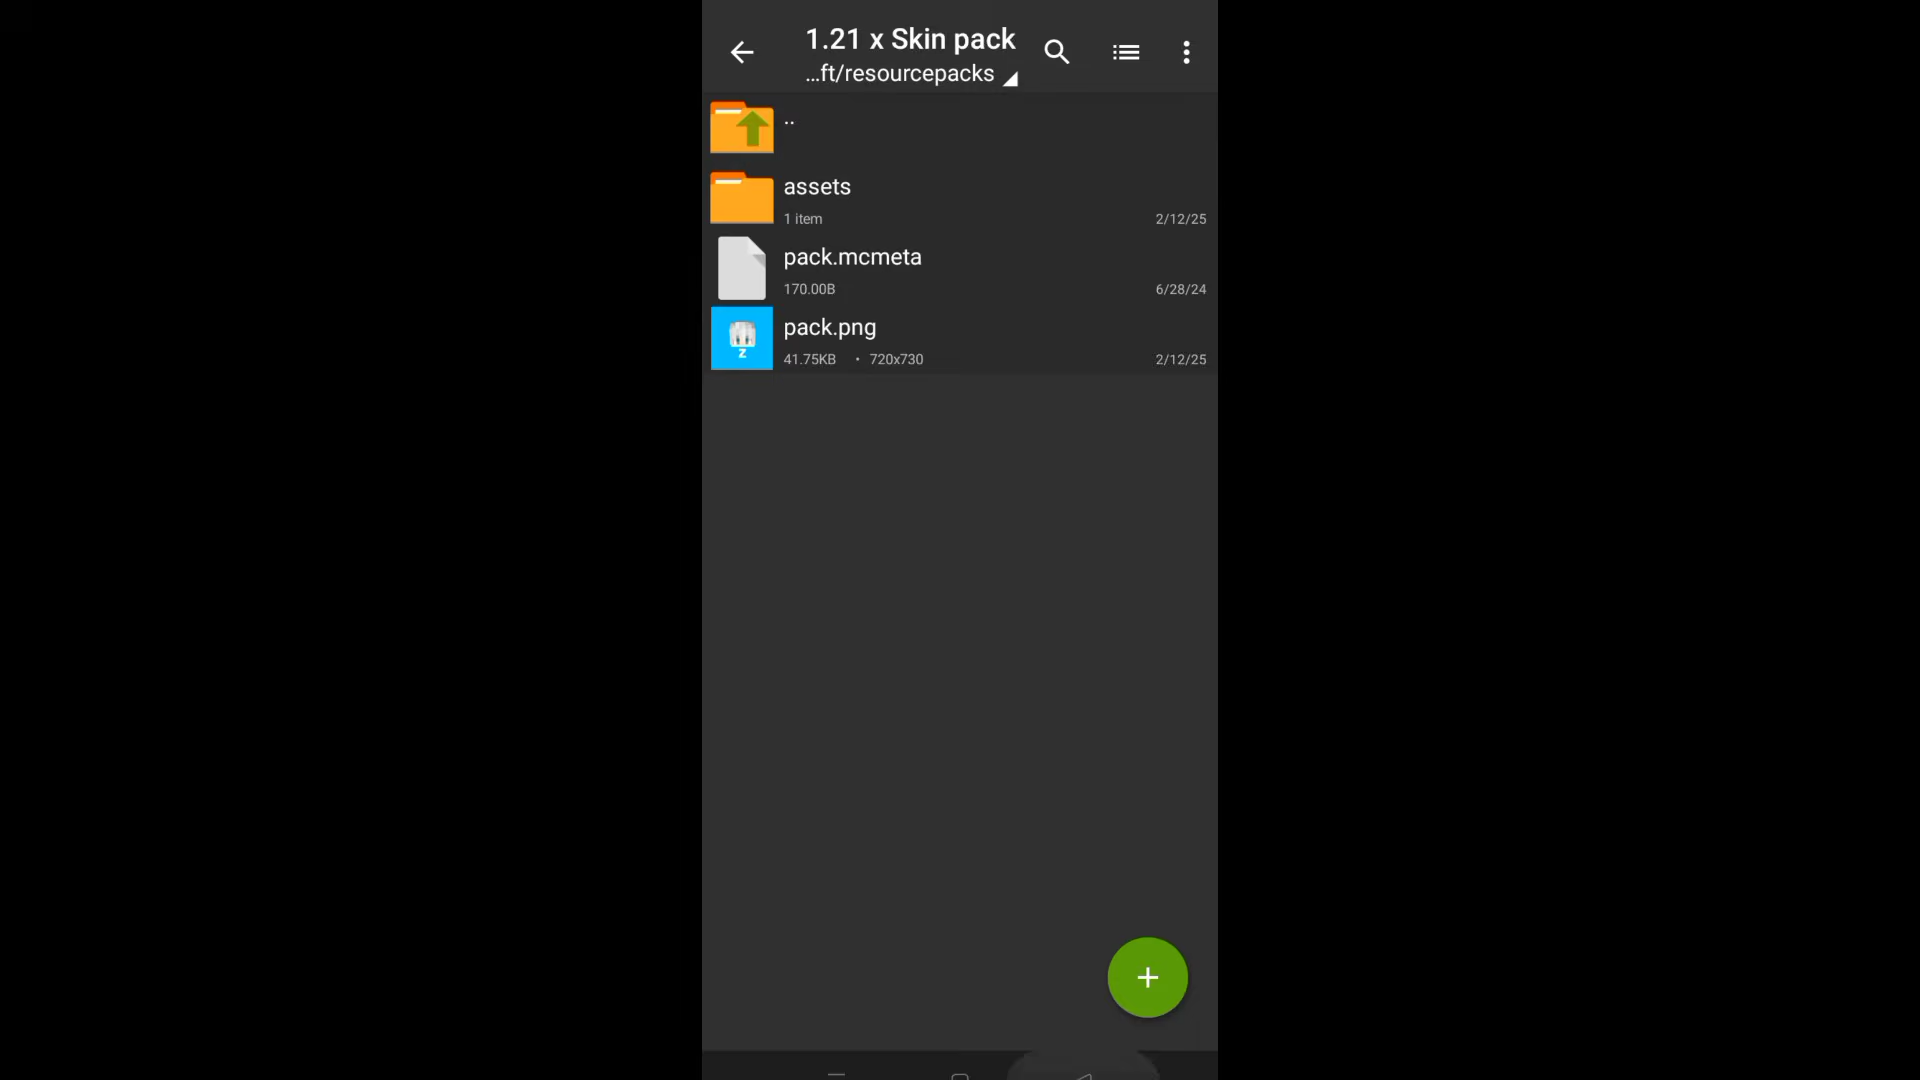 1.21 x Skin pack
...ft/resourcepacks
..
assets
1 item
2/12/25
pack.mcmeta
170.00B
6/28/24
Z
pack.png
41.75KB • 720x730
2/12/25